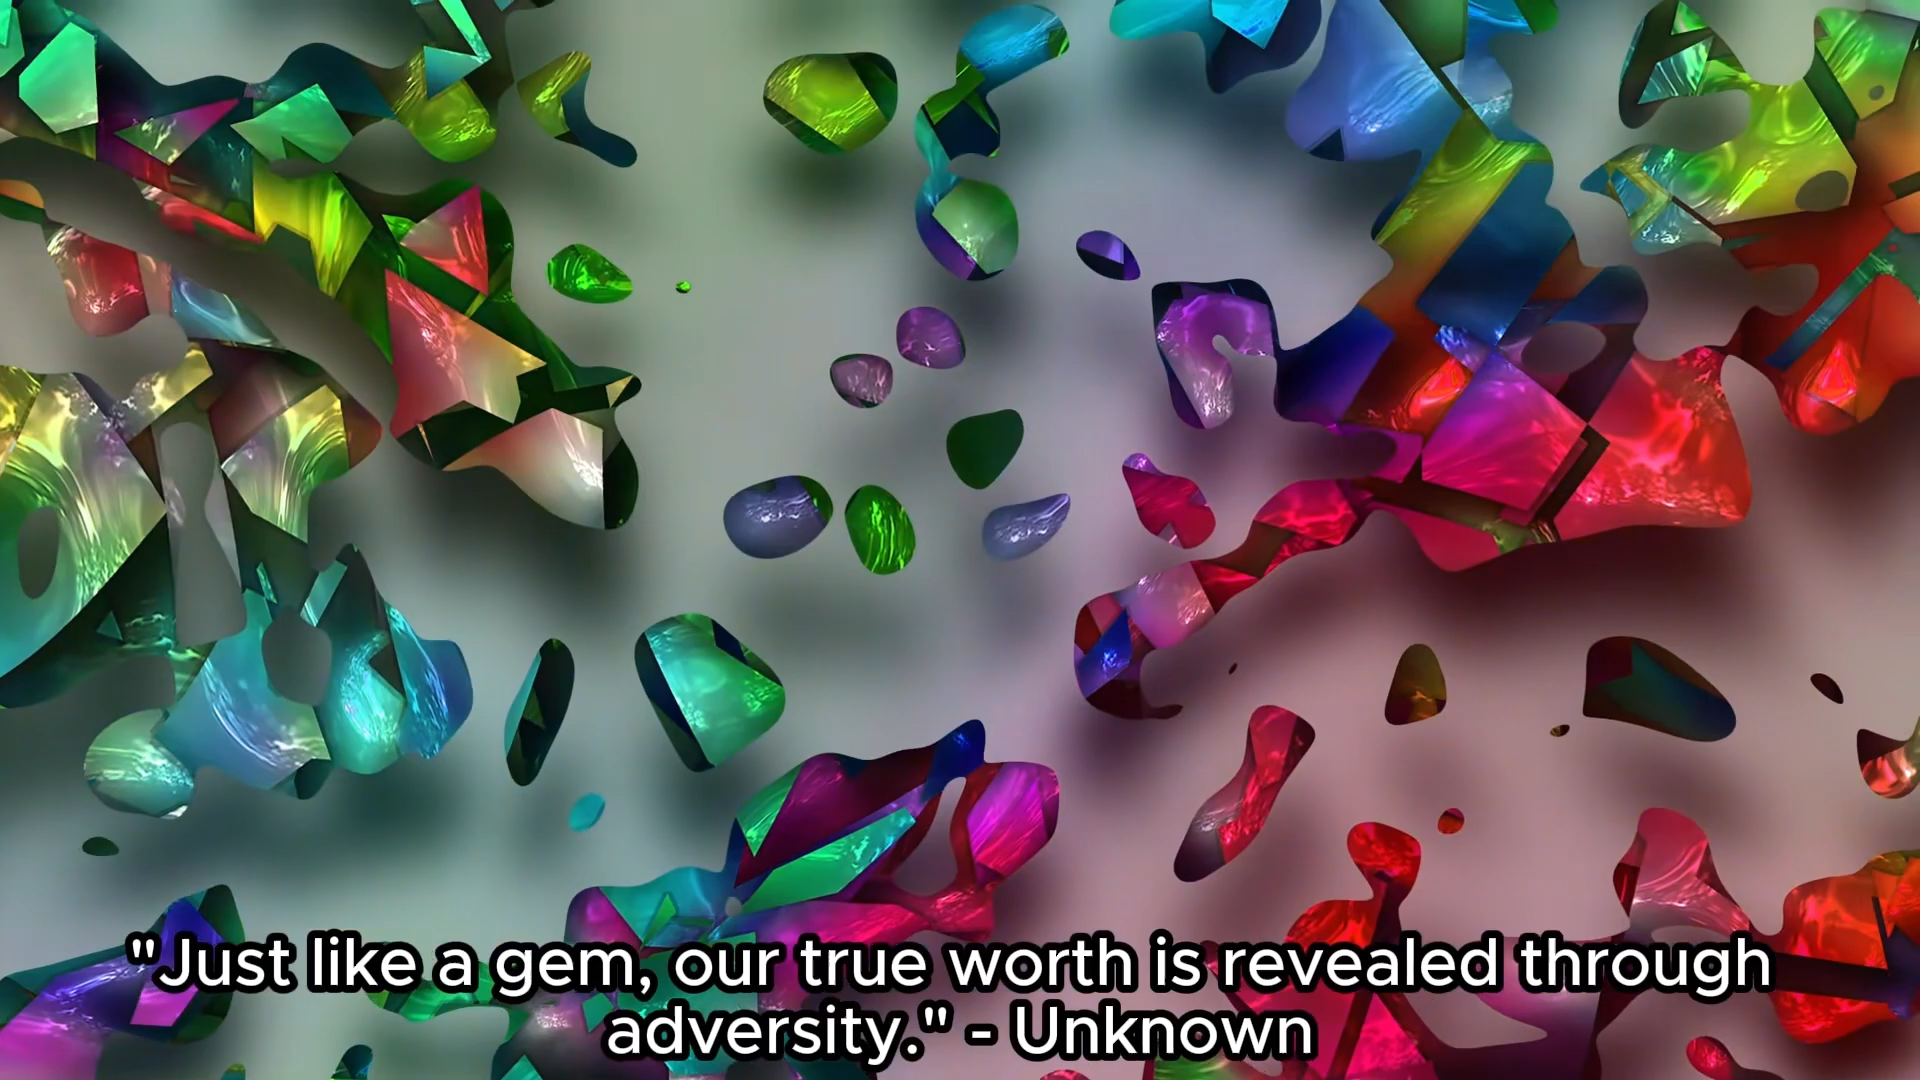 "Just like a gem, our true worth is revealed through
adversity." - Unknown